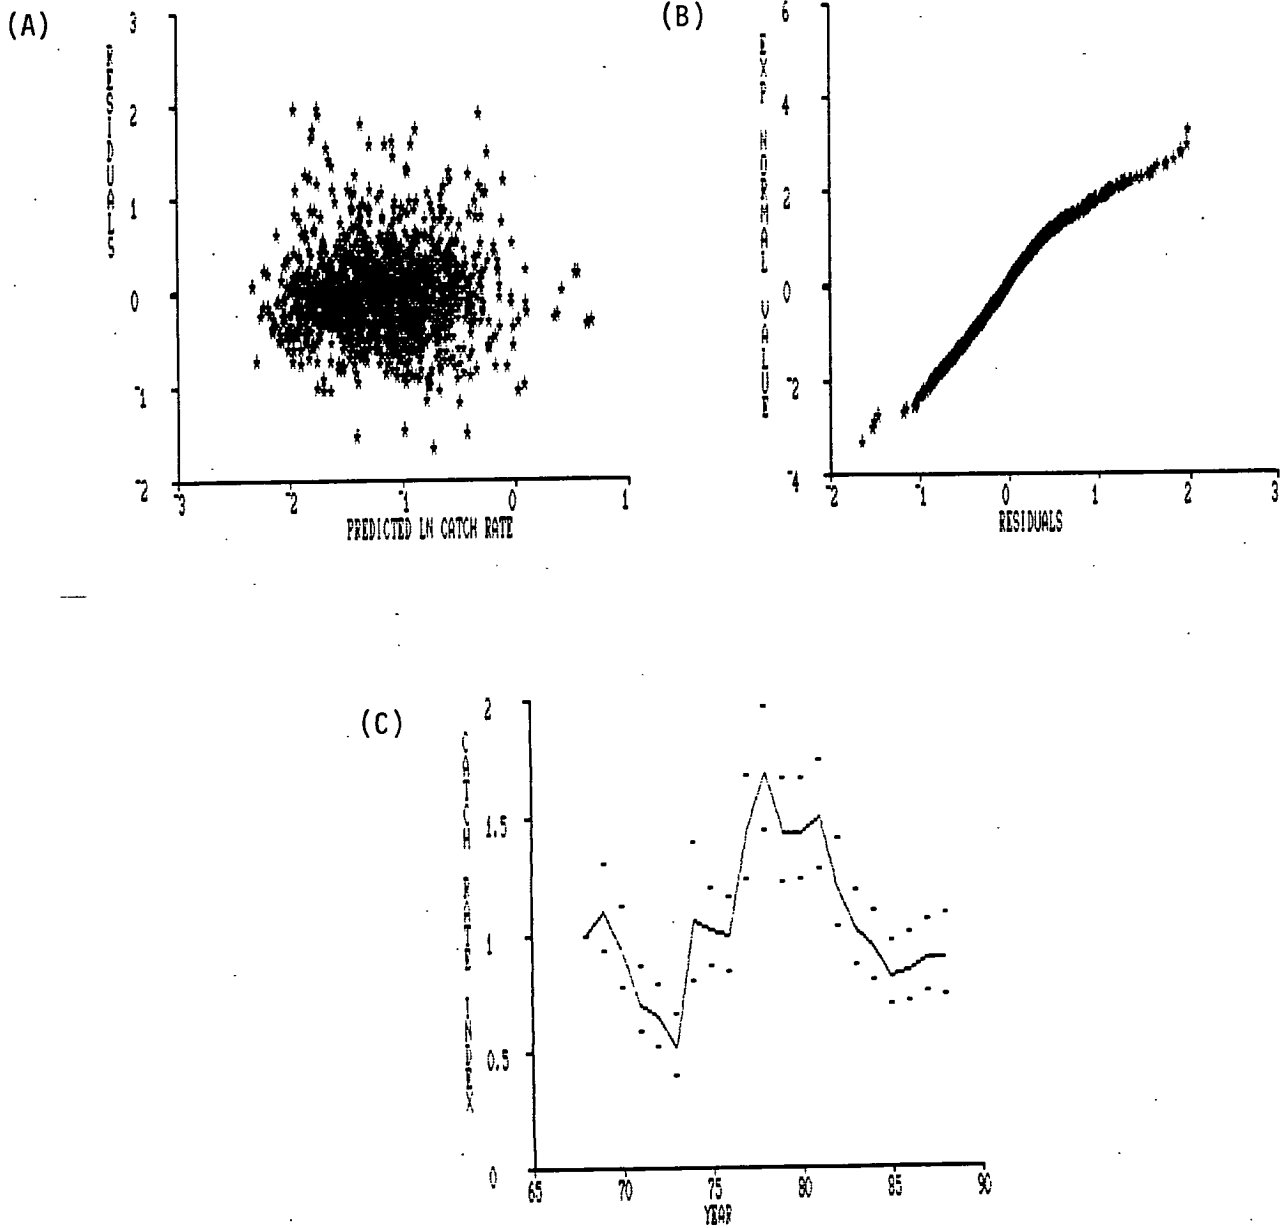 (A)
RESIDUALS
3
2
1
0
-1
-2
-3 -2 -1 0 1
PREDICTED LN CATCH RATE
(B)
EXP NORMAL VALUE
6
4
2
0
-2
-4
-2 -1 0 1 2 3
RESIDUALS
(C)
CATCH RATE INDEX
2
1.5
1
0.5
0
65 70 75 80 85 90
YEAR